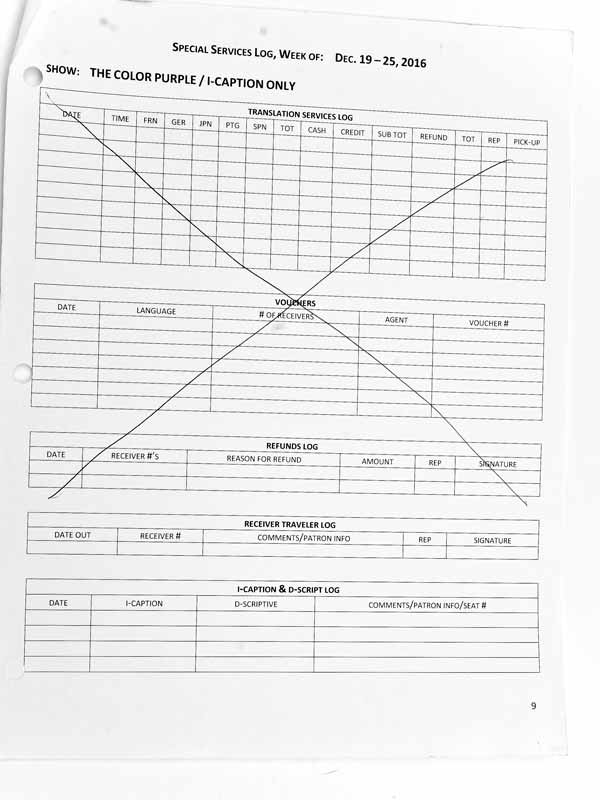 SPECIAL SERVICES LOG, WEEK OF: DEC. 19 – 25, 2016
SHOW: THE COLOR PURPLE / I-CAPTION ONLY
TRANSLATION SERVICES LOG
DATE TIME FRN GER JPN PTG SPN TOT CASH CREDIT SUB TOT REFUND TOT REP PICK-UP
VOUCHERS
DATE LANGUAGE # OF RECEIVERS AGENT VOUCHER #
REFUNDS LOG
DATE RECEIVER #'S REASON FOR REFUND AMOUNT REP SIGNATURE
RECEIVER TRAVELER LOG
DATE OUT RECEIVER # COMMENTS/PATRON INFO REP SIGNATURE
I-CAPTION & D-SCRIPT LOG
DATE I-CAPTION D-SCRIPTIVE COMMENTS/PATRON INFO/SEAT #
9